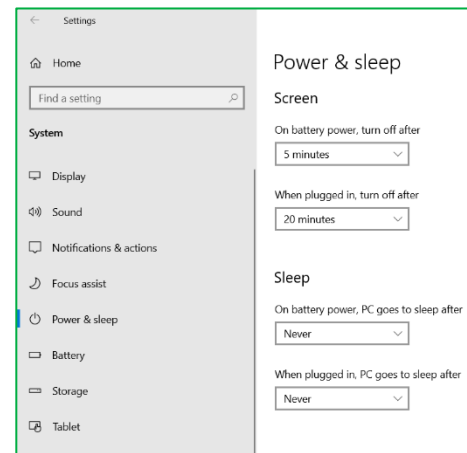 Settings
Home
Find a setting
System
Display
Sound
Notifications & actions
Focus assist
Power & sleep
Battery
Storage
Tablet
Power & sleep
Screen
On battery power, turn off after
5 minutes
When plugged in, turn off after
20 minutes
Sleep
On battery power, PC goes to sleep after
Never
When plugged in, PC goes to sleep after
Never